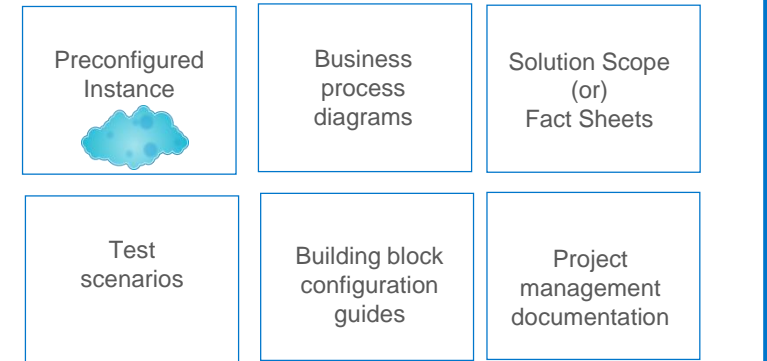 Preconfigured
Instance
Business
process
diagrams
Solution Scope
(or)
Fact Sheets
Test
scenarios
Building block
configuration
guides
Project
management
documentation